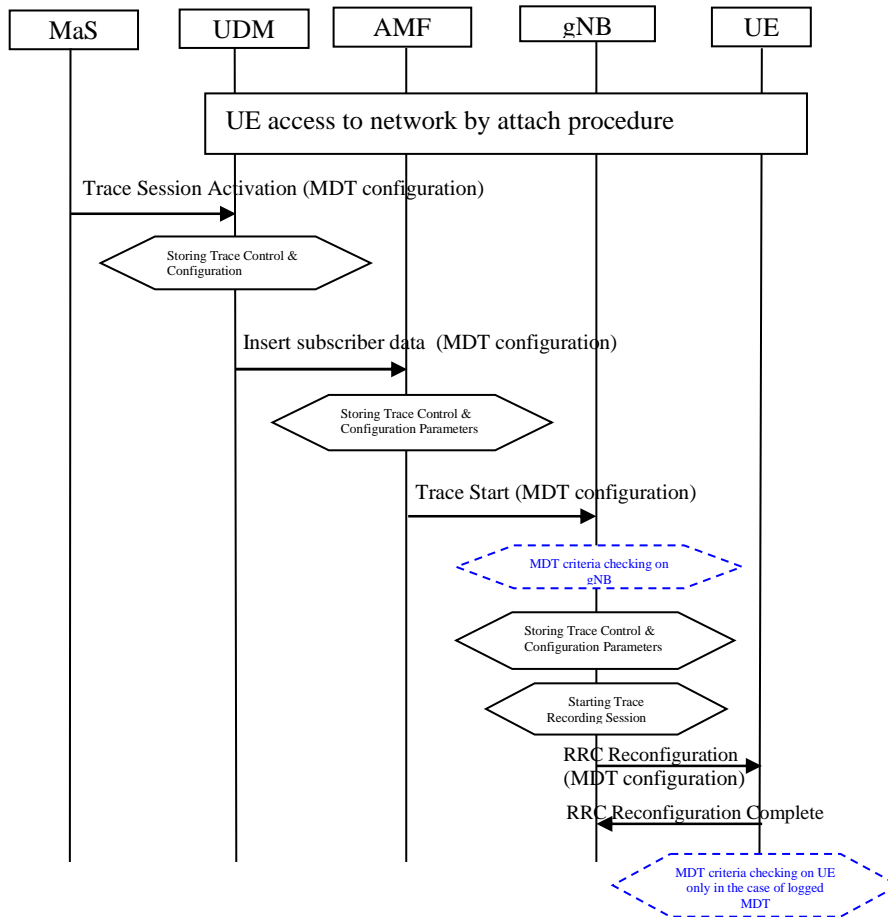 MaS
UDM
AMF
gNB
UE
UE access to network by attach procedure
Trace Session Activation (MDT configuration)
Storing Trace Control &
Configuration
Insert subscriber data (MDT configuration)
Storing Trace Control &
Configuration Parameters
Trace Start (MDT configuration)
MDT criteria checking on
gNB
Storing Trace Control &
Configuration Parameters
Starting Trace
Recording Session
RRC Reconfiguration
(MDT configuration)
RRC Reconfiguration Complete
MDT criteria checking on UE
only in the case of logged
MDT